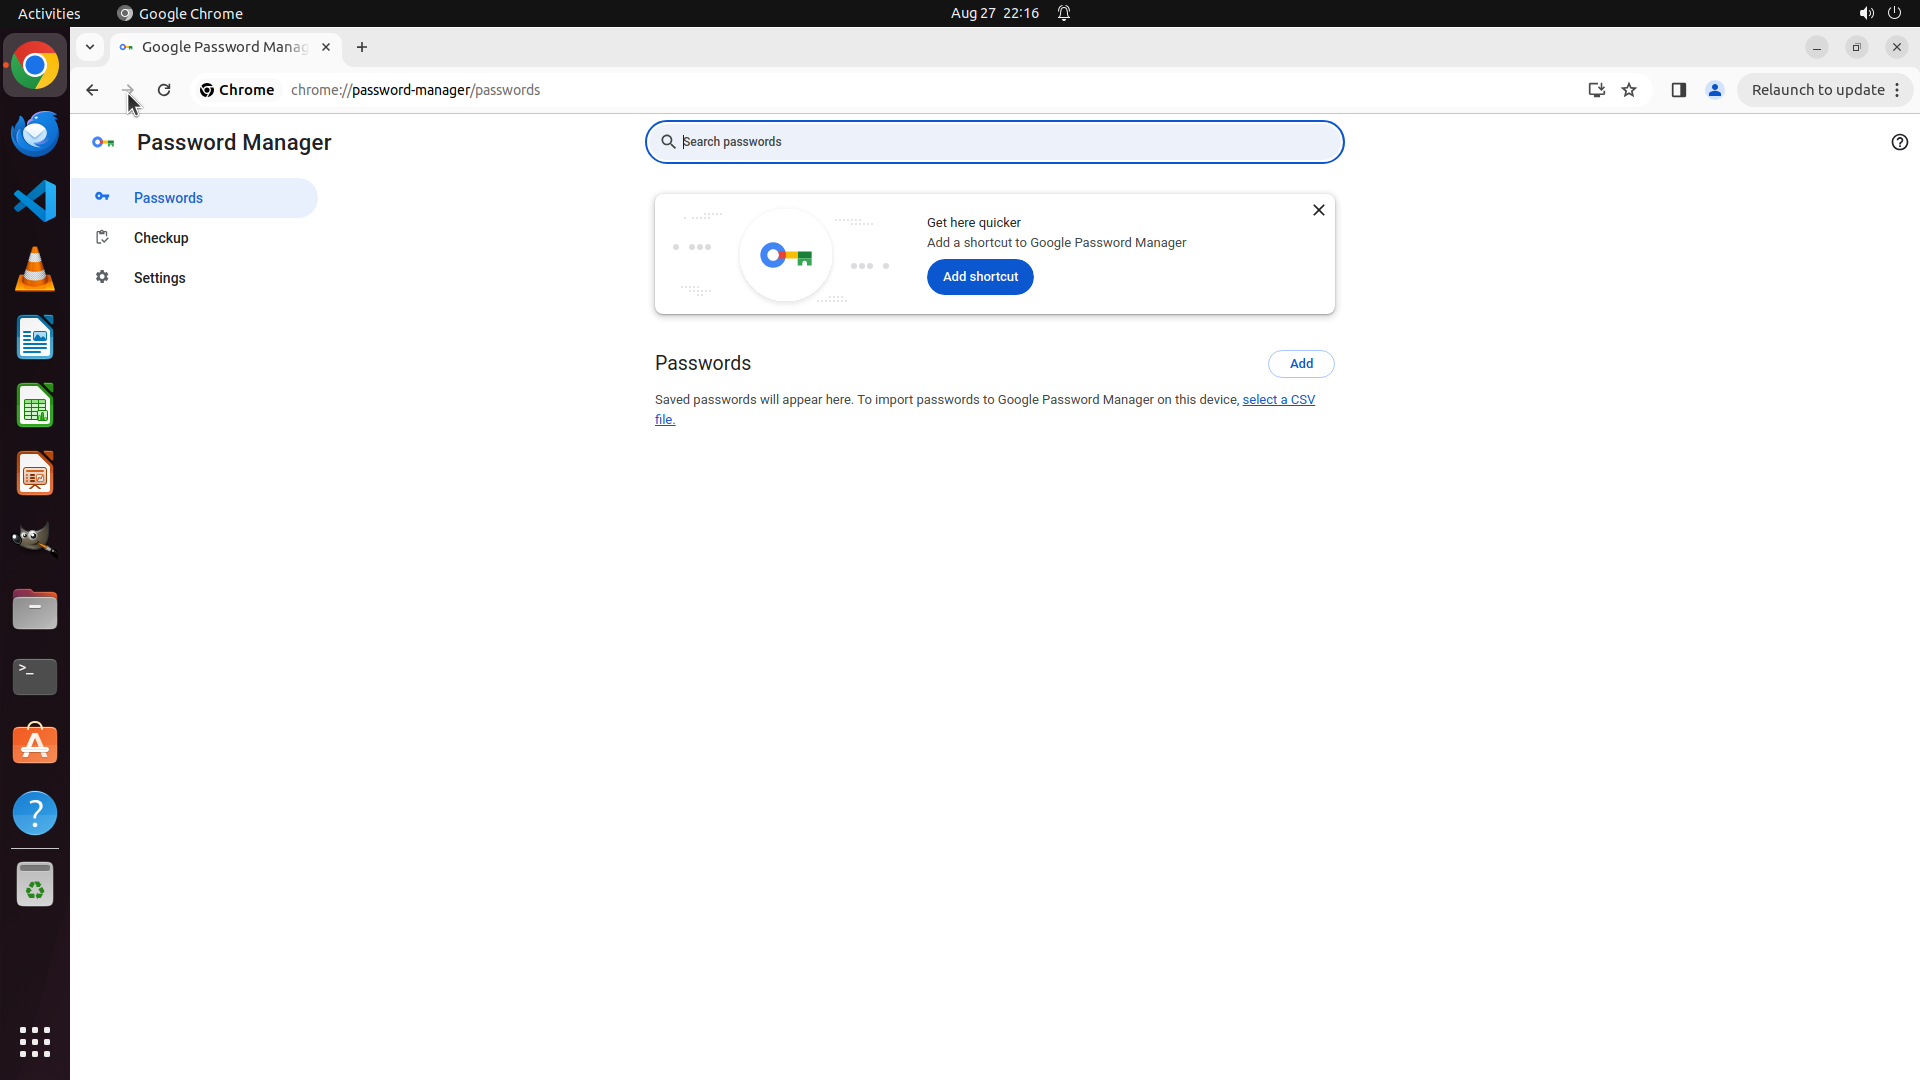 Activities
Google Chrome
Aug 27 22:16
Google Password Manag
Chrome
chrome://password-manager/passwords
Relaunch to update
Password Manager
Search passwords
Passwords
Checkup
Settings
Get here quicker
Add a shortcut to Google Password Manager
Add shortcut
Passwords
Add
Saved passwords will appear here. To import passwords to Google Password Manager on this device, select a CSV
file.